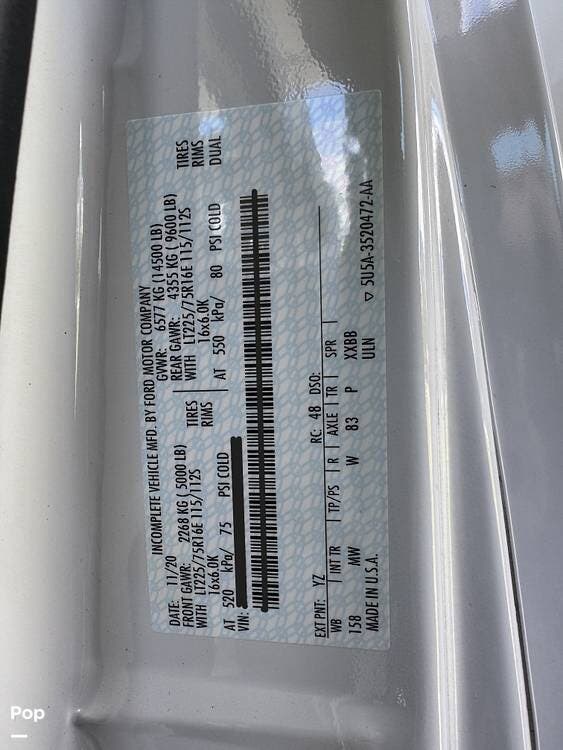 INCOMPLETE VEHICLE MFD. BY FORD MOTOR COMPANY
DATE: 11/20 GVWR: 6577 KG (14500 LB)
FRONT GAWR: 2268 KG ( 5000 LB) REAR GAWR: 4355 KG ( 9600 LB)
WITH LT225/75R16E 115/112S TIRES WITH LT225/75R16E 115/112S TIRES
16x6.0K RIMS 16x6.0K RIMS
AT 520 kPa/ 75 PSI COLD AT 550 kPa/ 80 PSI COLD DUAL
VIN:
EXT PNT: YZ RC: 48 DSO:
WB INT TR TP/PS R AXLE TR SPR
158 MW W 83 P XXBB
MADE IN U.S.A. ULN
▽ 5U5A-3520472-AA
Pop